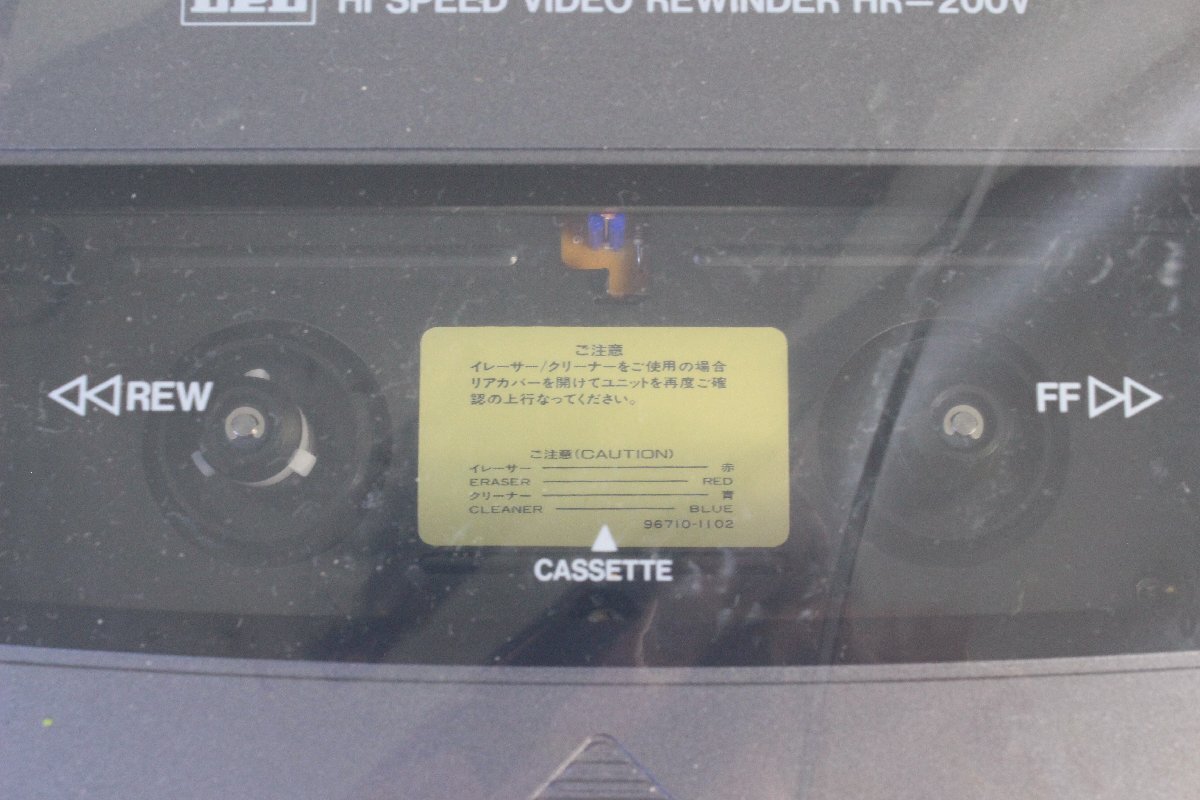 HI SPEED VIDEO REWINDER HR-200V
ご注意
イレーサー/クリーナーをご使用の場合
リアカバーを開けてユニットを再度ご確
認の上行なってください。
REW
FF
ご注意(CAUTION)
イレーサー ―――― 赤
ERASER ―――― RED
クリーナー ―――― 青
CLEANER ―――― BLUE
96710-1102
CASSETTE